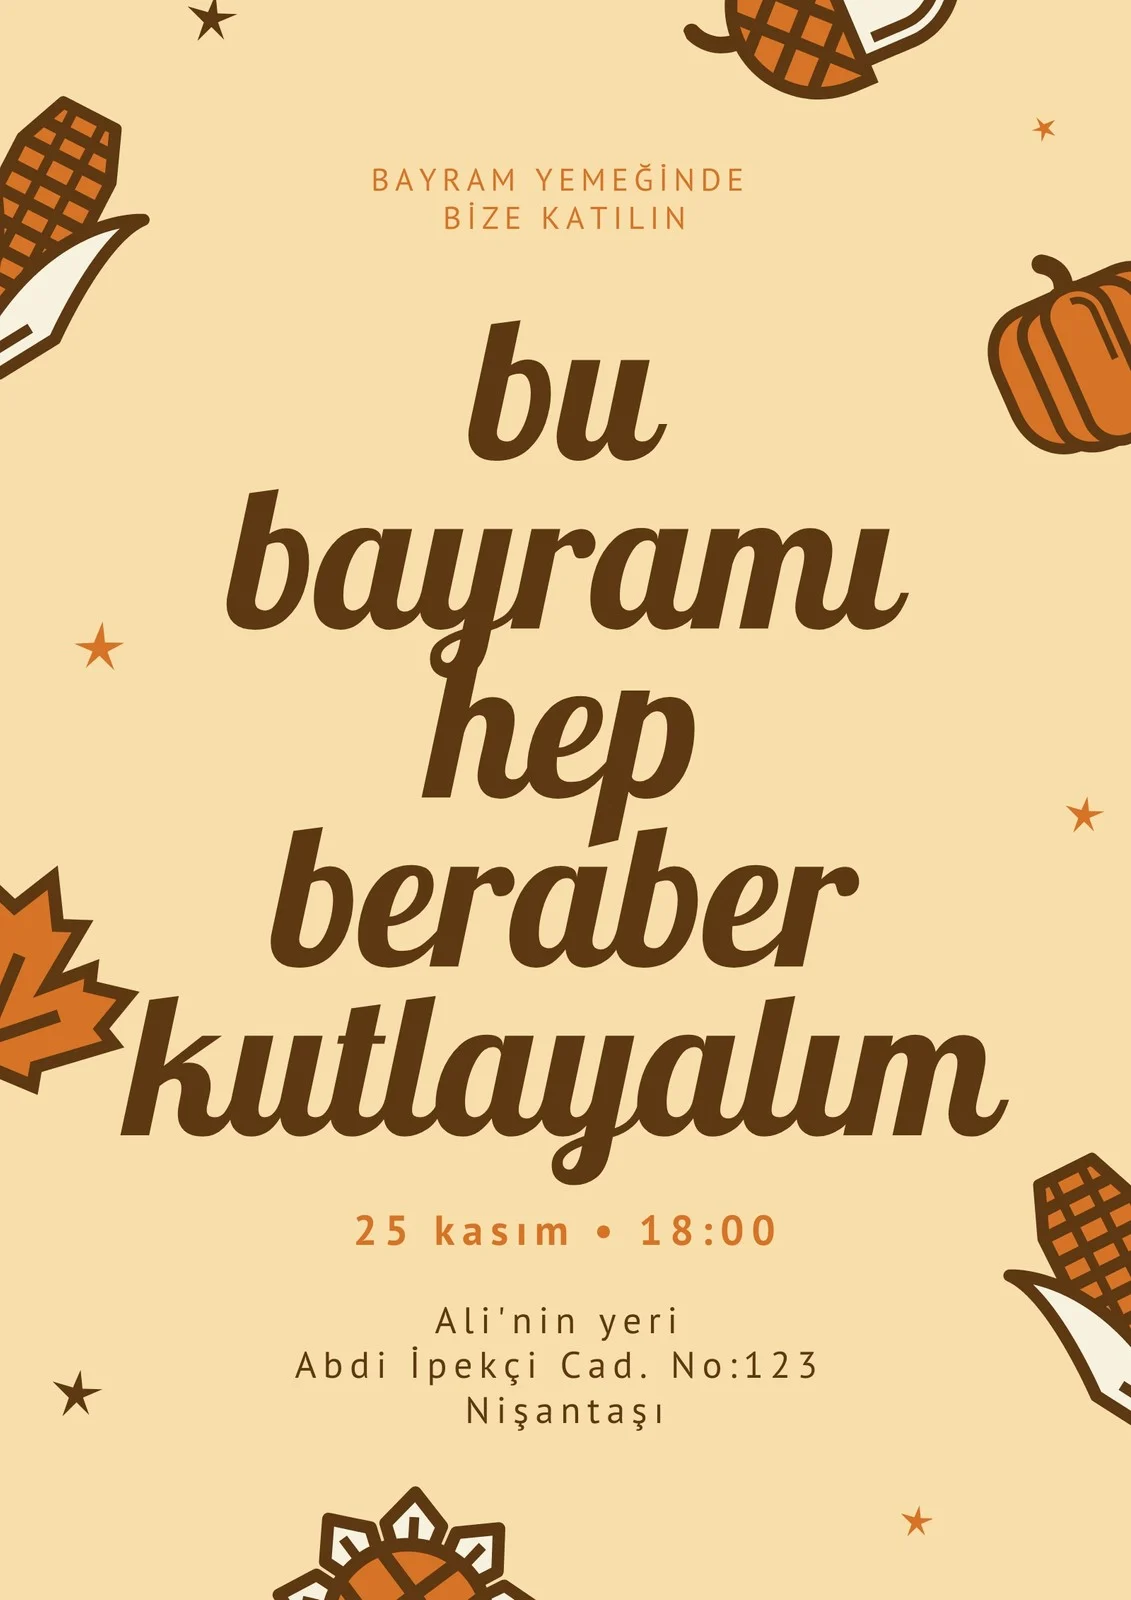 BAYRAM YEMEĞİNDE
BİZE KATILIN
bu
bayramı
hep
beraber
kutlayalım
25 kasım • 18:00
Ali'nin yeri
Abdi İpekçi Cad. No:123
Nişantaşı